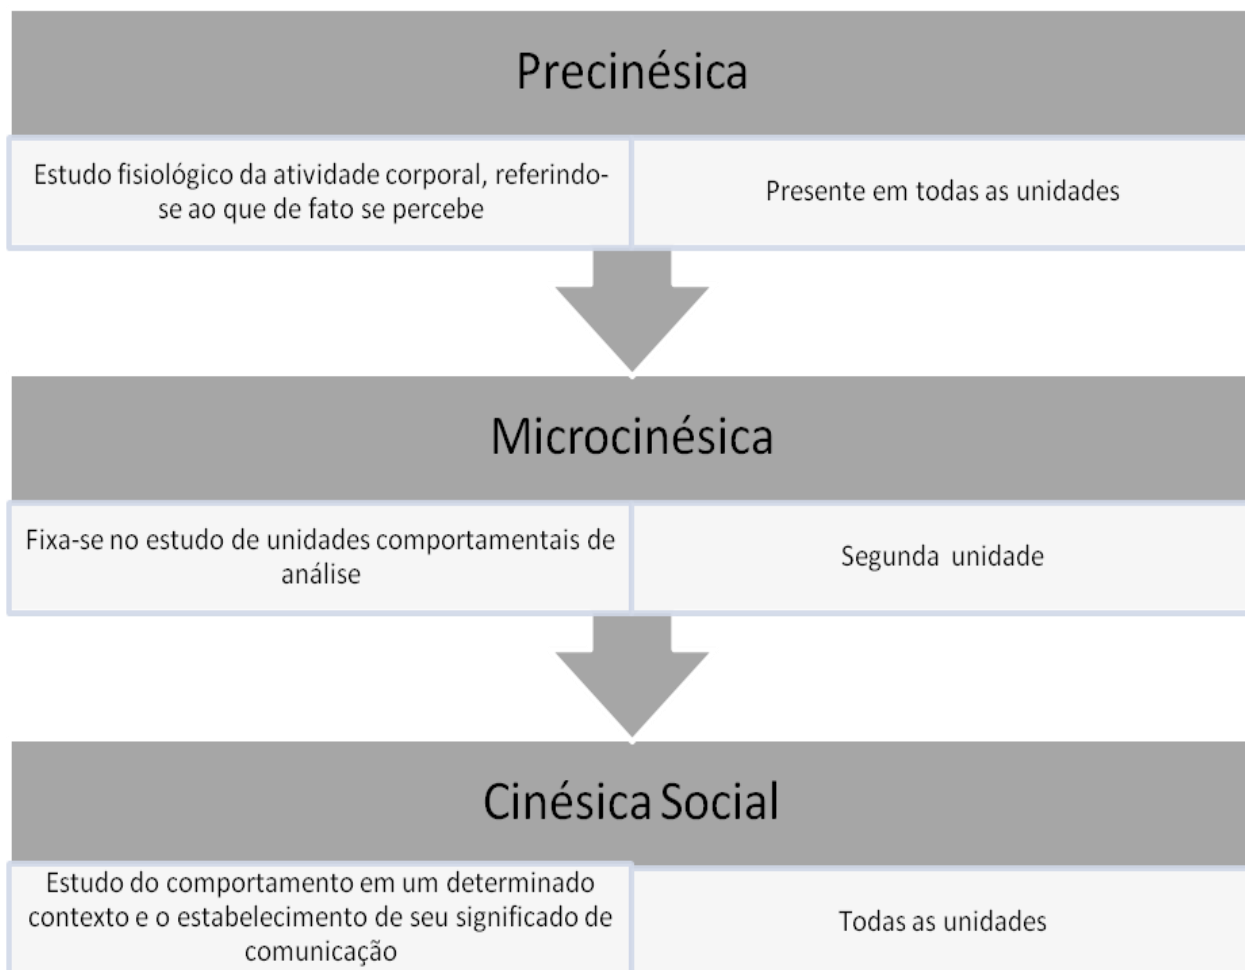 Precinésica
Estudo fisiológico da atividade corporal, referindo-
se ao que de fato se percebe
Presente em todas as unidades
Microcinésica
Fixa-se no estudo de unidades comportamentais de
análise
Segunda unidade
Cinésica Social
Estudo do comportamento em um determinado
contexto e o estabelecimento de seu significado de
comunicação
Todas as unidades